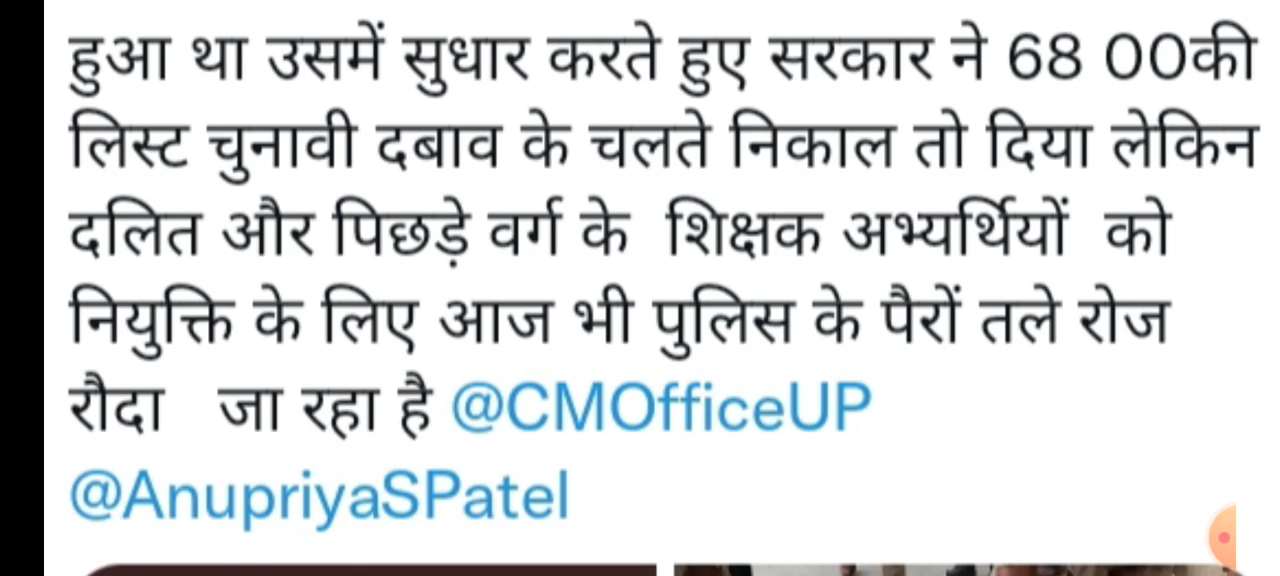 हुआ था उसमें सुधार करते हुए सरकार ने 68 00की
लिस्ट चुनावी दबाव के चलते निकाल तो दिया लेकिन
दलित और पिछड़े वर्ग के शिक्षक अभ्यर्थियों को
नियुक्ति के लिए आज भी पुलिस के पैरों तले रोज
रौदा जा रहा है @CMOfficeUP
@AnupriyaSPatel